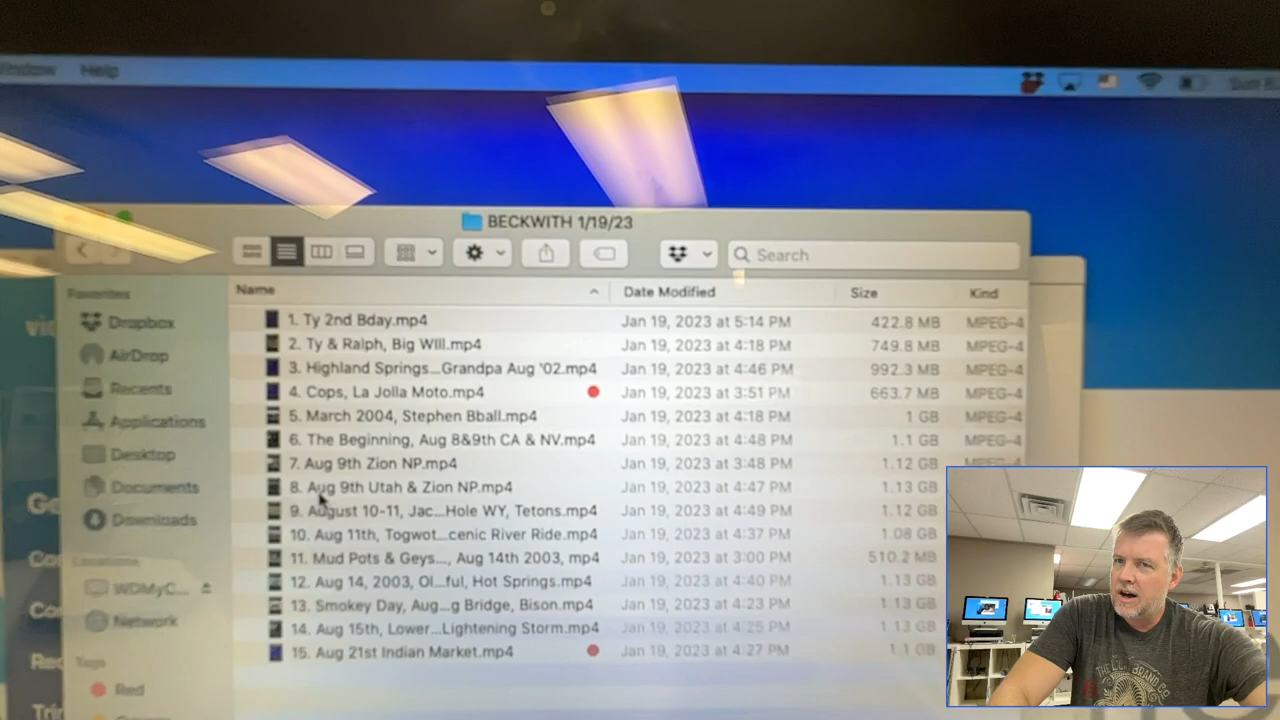 Window Help
BECKWITH 1/19/23
Search
Favorites
Name Date Modified Size Kind
Dropbox
1. Ty 2nd Bday.mp4 Jan 19, 2023 at 5:14 PM 422.8 MB MPEG-4
2. Ty & Ralph, Big WIll.mp4 Jan 19, 2023 at 4:18 PM 749.8 MB MPEG-4
AirDrop
3. Highland Springs...Grandpa Aug '02.mp4 Jan 19, 2023 at 4:46 PM 992.3 MB MPEG-4
Recents
4. Cops, La Jolla Moto.mp4 Jan 19, 2023 at 3:51 PM 663.7 MB MPEG-4
Applications
5. March 2004, Stephen Bball.mp4 Jan 19, 2023 at 4:18 PM 1 GB MPEG-4
6. The Beginning, Aug 8&9th CA & NV.mp4 Jan 19, 2023 at 4:48 PM 1.1 GB MPEG-4
Desktop
7. Aug 9th Zion NP.mp4 Jan 19, 2023 at 3:48 PM 1.12 GB MPEG-4
Documents
8. Aug 9th Utah & Zion NP.mp4 Jan 19, 2023 at 4:47 PM 1.13 GB
9. August 10-11, Jac...Hole WY, Tetons.mp4 Jan 19, 2023 at 4:49 PM 1.12 GB
Downloads
10. Aug 11th, Togwot...cenic River Ride.mp4 Jan 19, 2023 at 4:37 PM 1.08 GB
11. Mud Pots & Geys..., Aug 14th 2003, mp4 Jan 19, 2023 at 3:00 PM 510.2 MB
Locations
12. Aug 14, 2003, Ol...ful, Hot Springs.mp4 Jan 19, 2023 at 4:40 PM 1.13 GB
WDMyC...
13. Smokey Day, Aug...g Bridge, Bison.mp4 Jan 19, 2023 at 4:23 PM 1.13 GB
Network
14. Aug 15th, Lower...Lightening Storm.mp4 Jan 19, 2023 at 4:25 PM 1.13 GB
15. Aug 21st Indian Market.mp4 Jan 19, 2023 at 4:27 PM 1.1 GB
Tags
Red